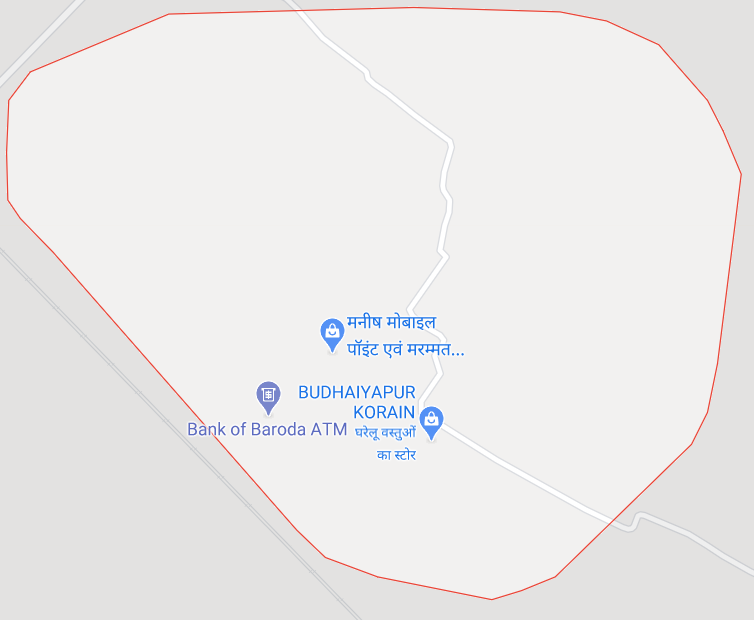 मनीष मोबाइल
पॉइंट एवं मरम्मत...
BUDHAIYAPUR
KORAIN
Bank of Baroda ATM
घरेलू वस्तुओं
का स्टोर